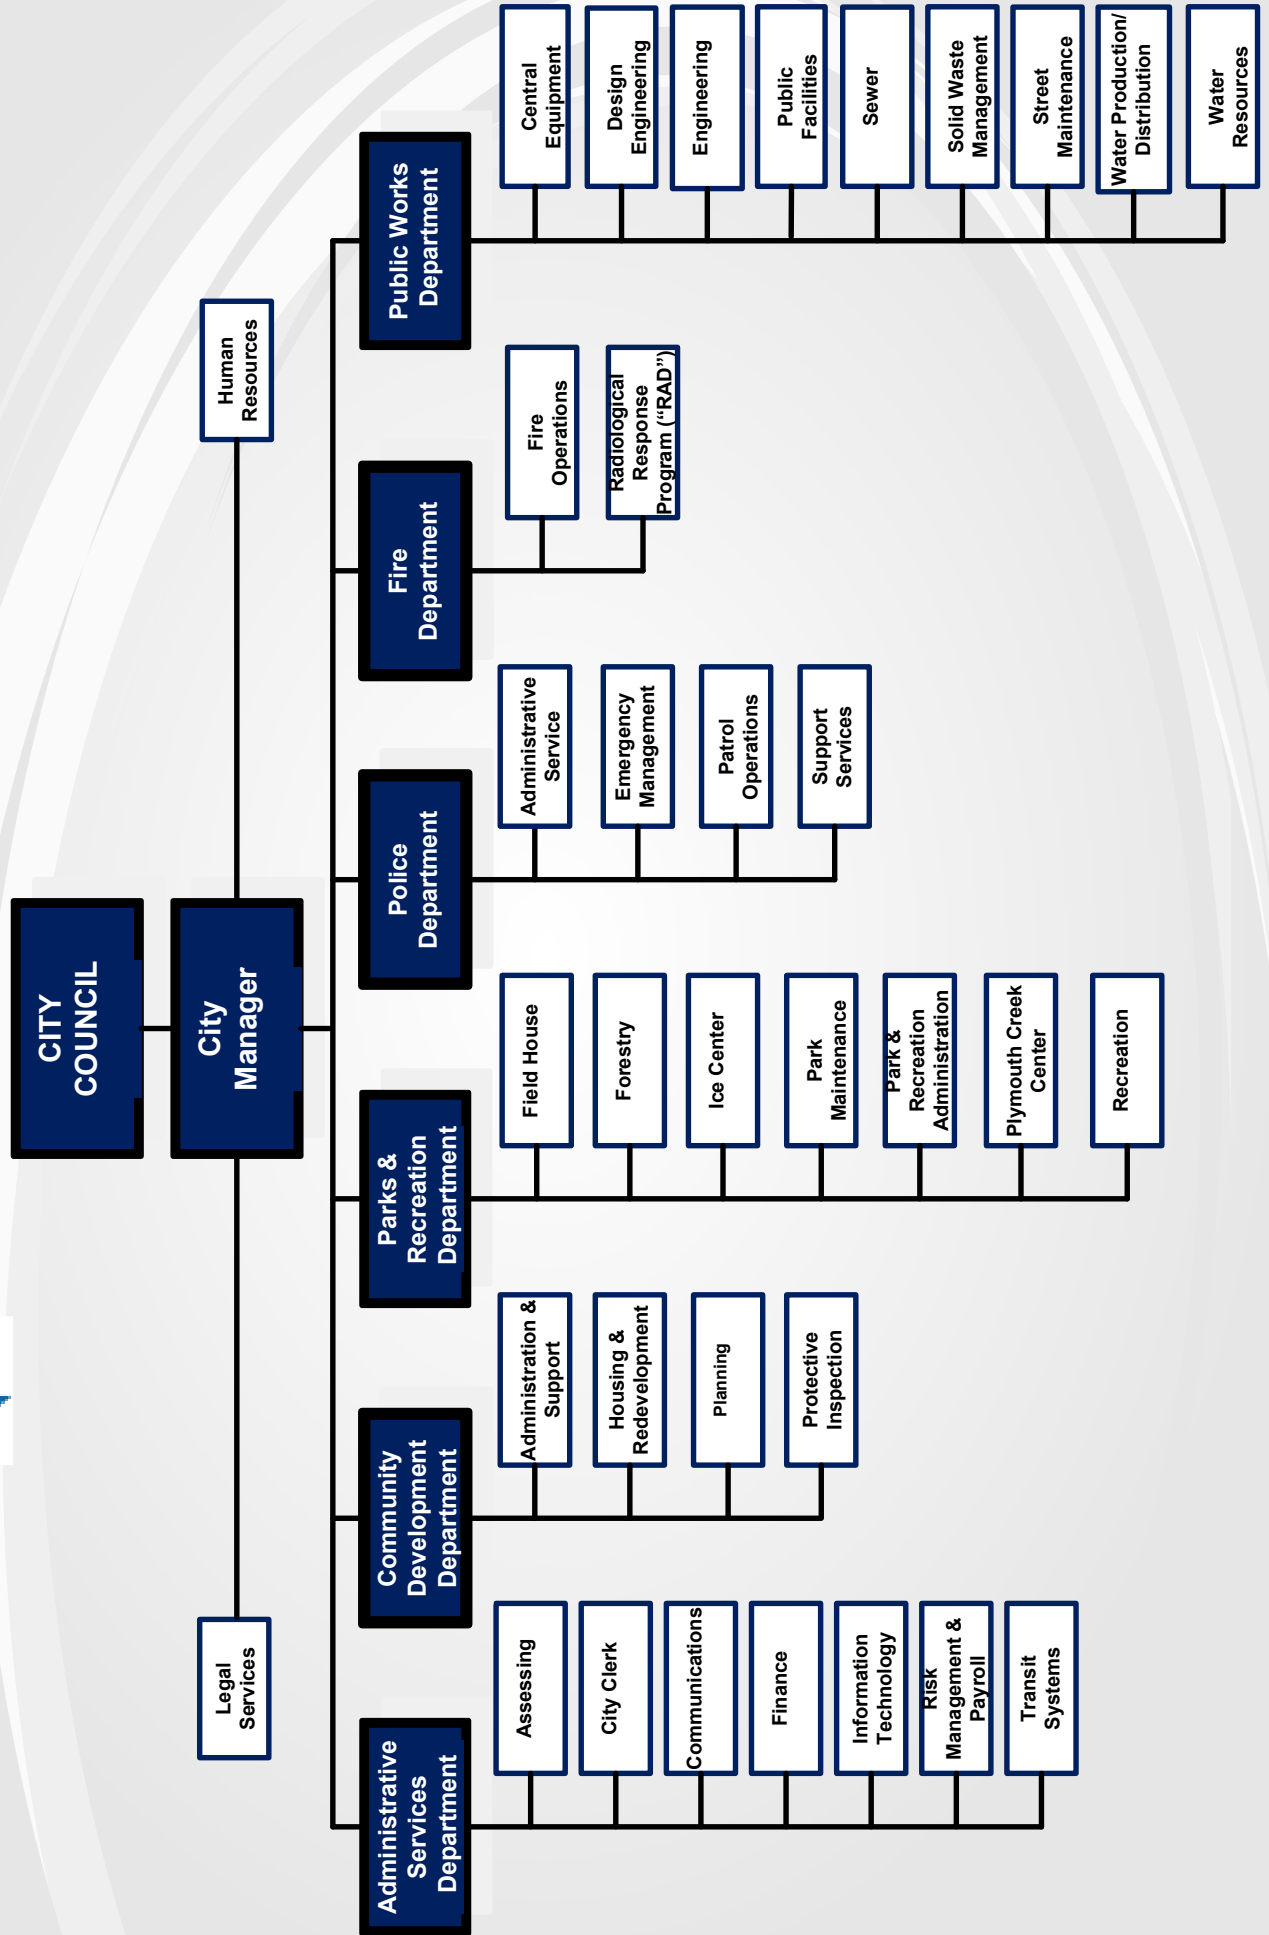 CITY
COUNCIL
City
Manager
Legal
Services
Human
Resources
Administrative
Services
Department
Assessing
City Clerk
Communications
Finance
Information
Technology
Risk
Management &
Payroll
Transit
Systems
Community
Development
Department
Administration &
Support
Housing &
Redevelopment
Planning
Protective
Inspection
Parks &
Recreation
Department
Field House
Forestry
Ice Center
Park
Maintenance
Park &
Recreation
Administration
Plymouth Creek
Center
Recreation
Police
Department
Administrative
Service
Emergency
Management
Patrol
Operations
Support
Services
Fire
Department
Fire
Operations
Radiological
Response
Program (“RAD”)
Public Works
Department
Central
Equipment
Design
Engineering
Engineering
Public
Facilities
Sewer
Solid Waste
Management
Street
Maintenance
Water Production/
Distribution
Water
Resources